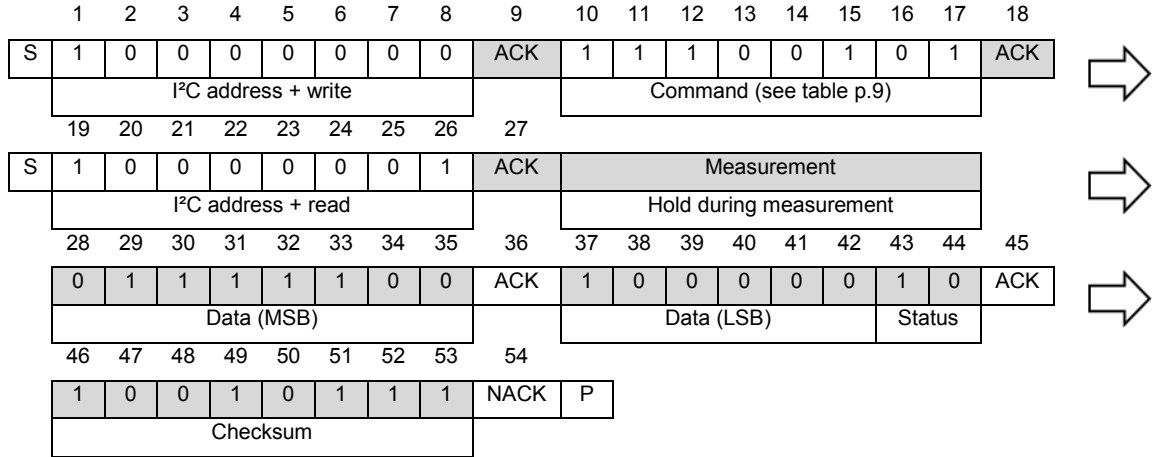 1 2 3 4 5 6 7 8 9 10 11 12 13 14 15 16 17 18
S 1 0 0 0 0 0 0 0 ACK 1 1 1 0 0 1 0 1 ACK
I²C address + write Command (see table p.9)
19 20 21 22 23 24 25 26 27
S 1 0 0 0 0 0 0 1 ACK Measurement
I²C address + read Hold during measurement
28 29 30 31 32 33 34 35 36 37 38 39 40 41 42 43 44 45
0 1 1 1 1 1 0 0 ACK 1 0 0 0 0 0 1 0 ACK
Data (MSB) Data (LSB) Status
46 47 48 49 50 51 52 53 54
1 0 0 1 0 1 1 1 NACK P
Checksum